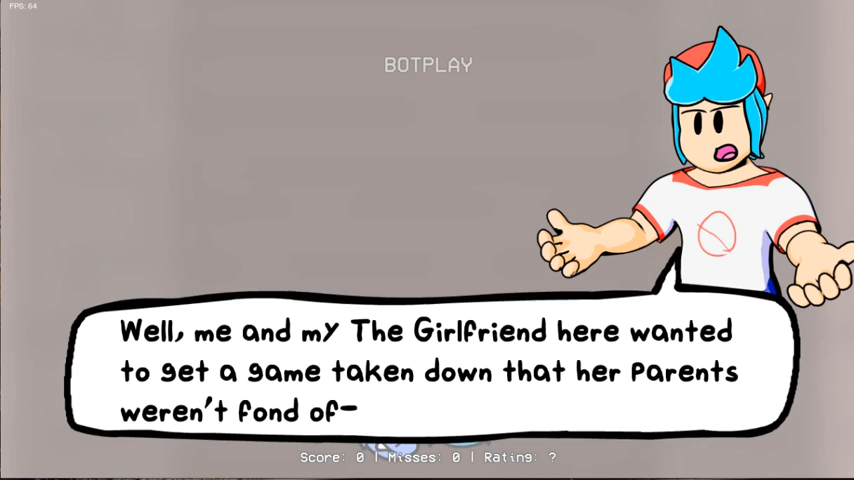 FPS: 64
BOTPLAY
Well, me and my The Girlfriend here wanted
to get a game taken down that her parents
weren't fond of-
Score: 0 | Misses: 0 | Rating: ?